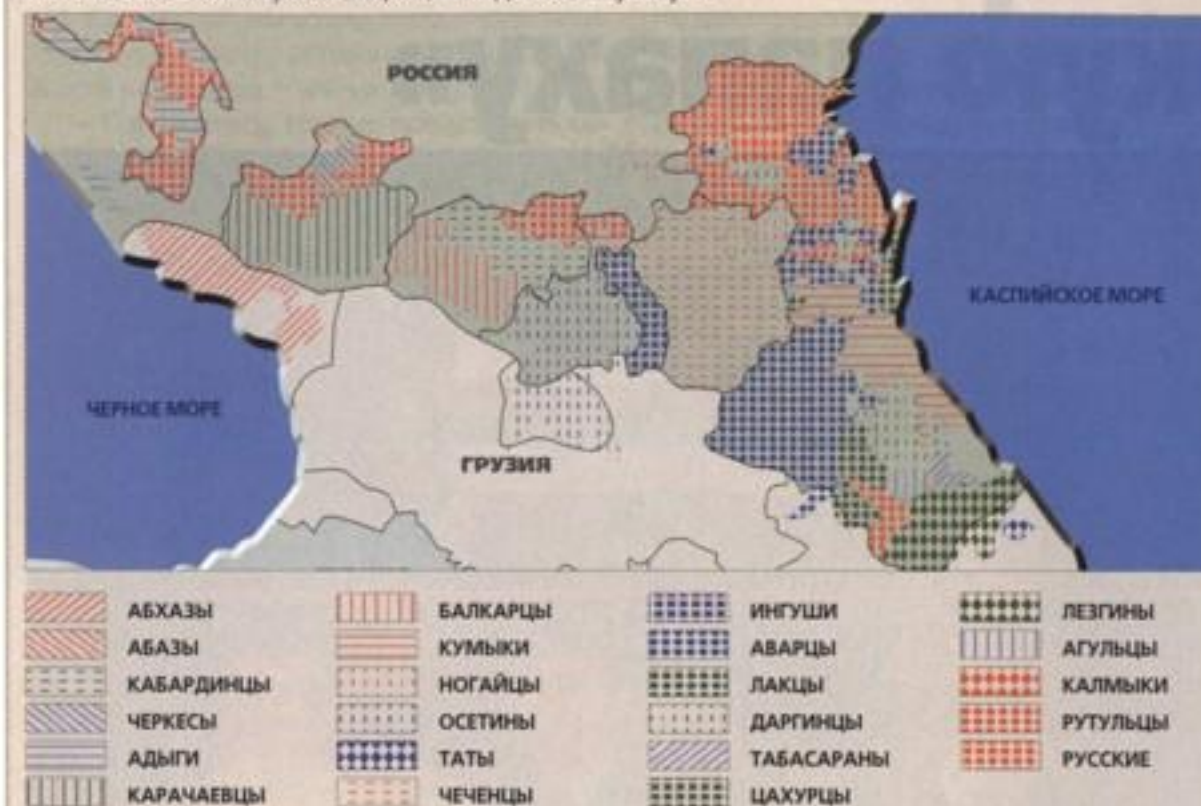 РОССИЯ
КАСПИЙСКОЕ МОРЕ
ЧЕРНОЕ МОРЕ
ГРУЗИЯ
АБХАЗЫ
АБАЗЫ
КАБАРДИНЦЫ
ЧЕРКЕСЫ
АДЫГИ
КАРАЧАЕВЦЫ
БАЛКАРЦЫ
КУМЫКИ
НОГАЙЦЫ
ОСЕТИНЫ
ТАТЫ
ЧЕЧЕНЦЫ
ИНГУШИ
АВАРЦЫ
ЛАКЦЫ
ДАРГИНЦЫ
ТАБАСАРАНЫ
ЦАХУРЦЫ
ЛЕЗГИНЫ
АГУЛЬЦЫ
КАЛМЫКИ
РУТУЛЬЦЫ
РУССКИЕ